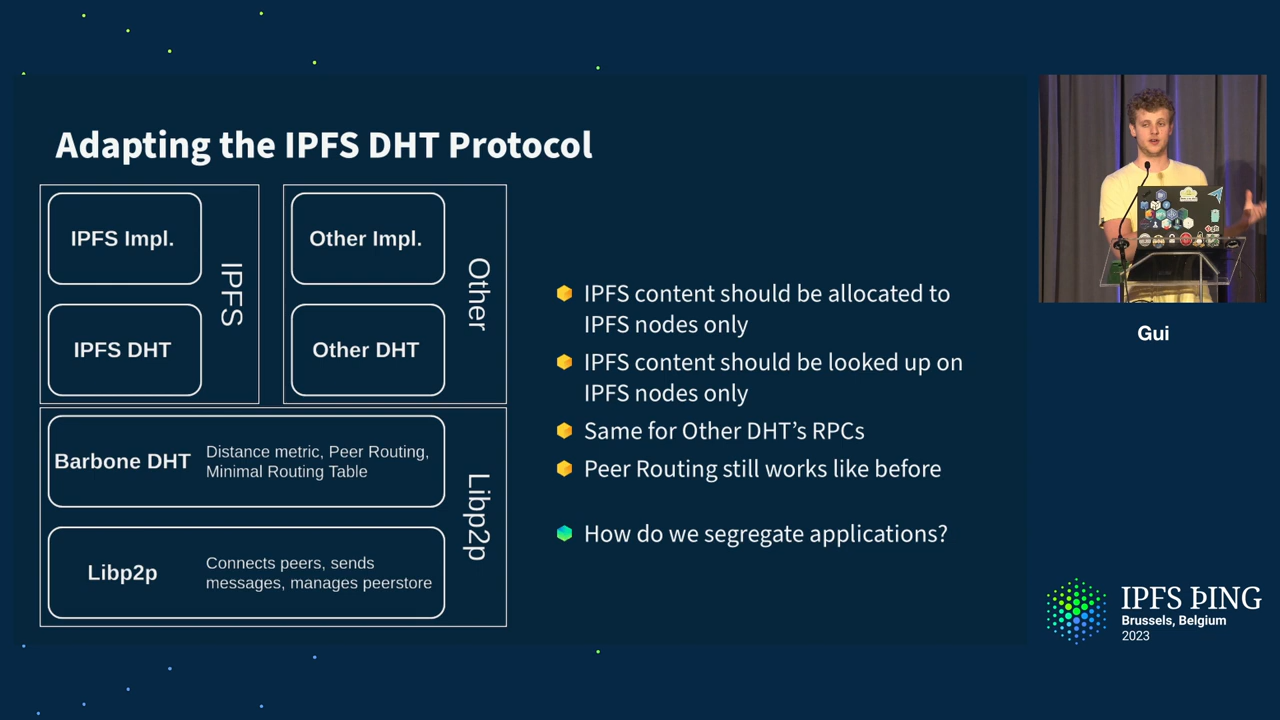 Adapting the IPFS DHT Protocol
IPFS Impl.
IPFS DHT
IPFS
Other Impl.
Other DHT
Other
Barbone DHT
Distance metric, Peer Routing,
Minimal Routing Table
Libp2p
Connects peers, sends
messages, manages peerstore
Libp2p
IPFS content should be allocated to
IPFS nodes only
IPFS content should be looked up on
IPFS nodes only
Same for Other DHT’s RPCs
Peer Routing still works like before
How do we segregate applications?
Gui
IPFS ÞING
Brussels, Belgium
2023